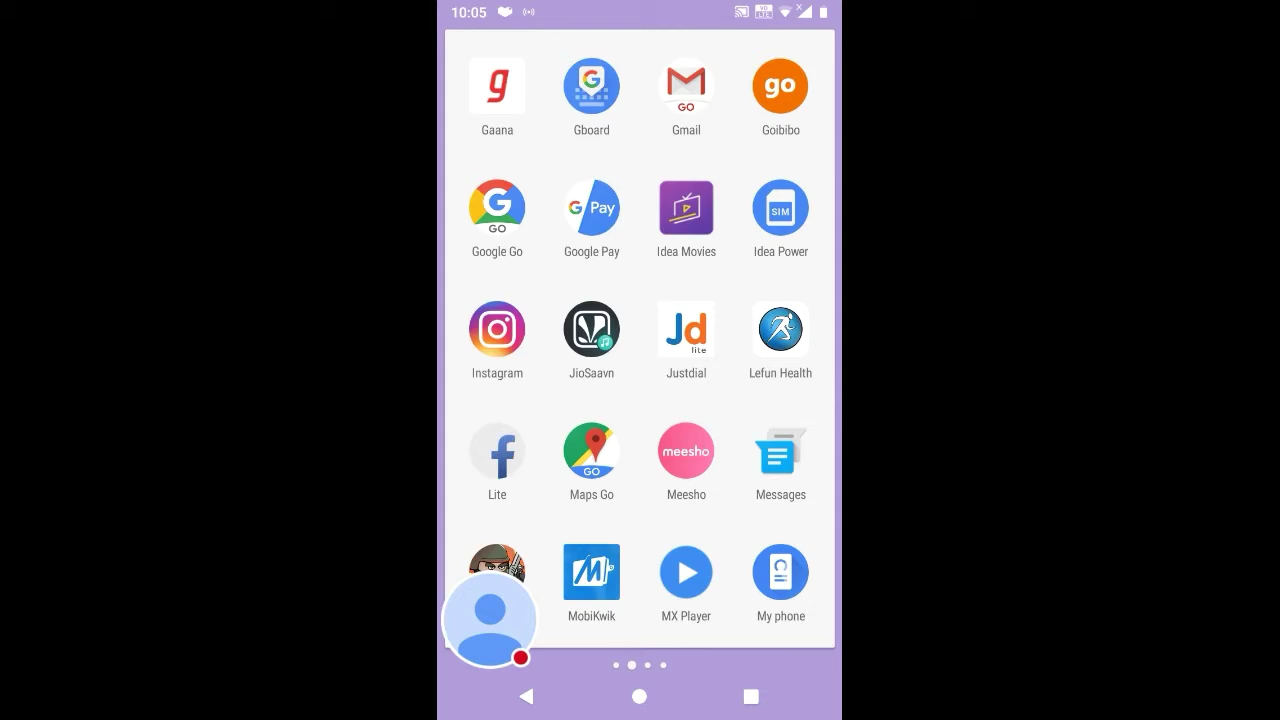 10:05
VO LTE
g
G
GO
go
Gaana
Gboard
Gmail
Goibibo
G
GO
G Pay
SIM
Google Go
Google Pay
Idea Movies
Idea Power
Jd
lite
Instagram
JioSaavn
Justdial
Lefun Health
f
GO
meesho
Lite
Maps Go
Meesho
Messages
M
MobiKwik
MX Player
My phone